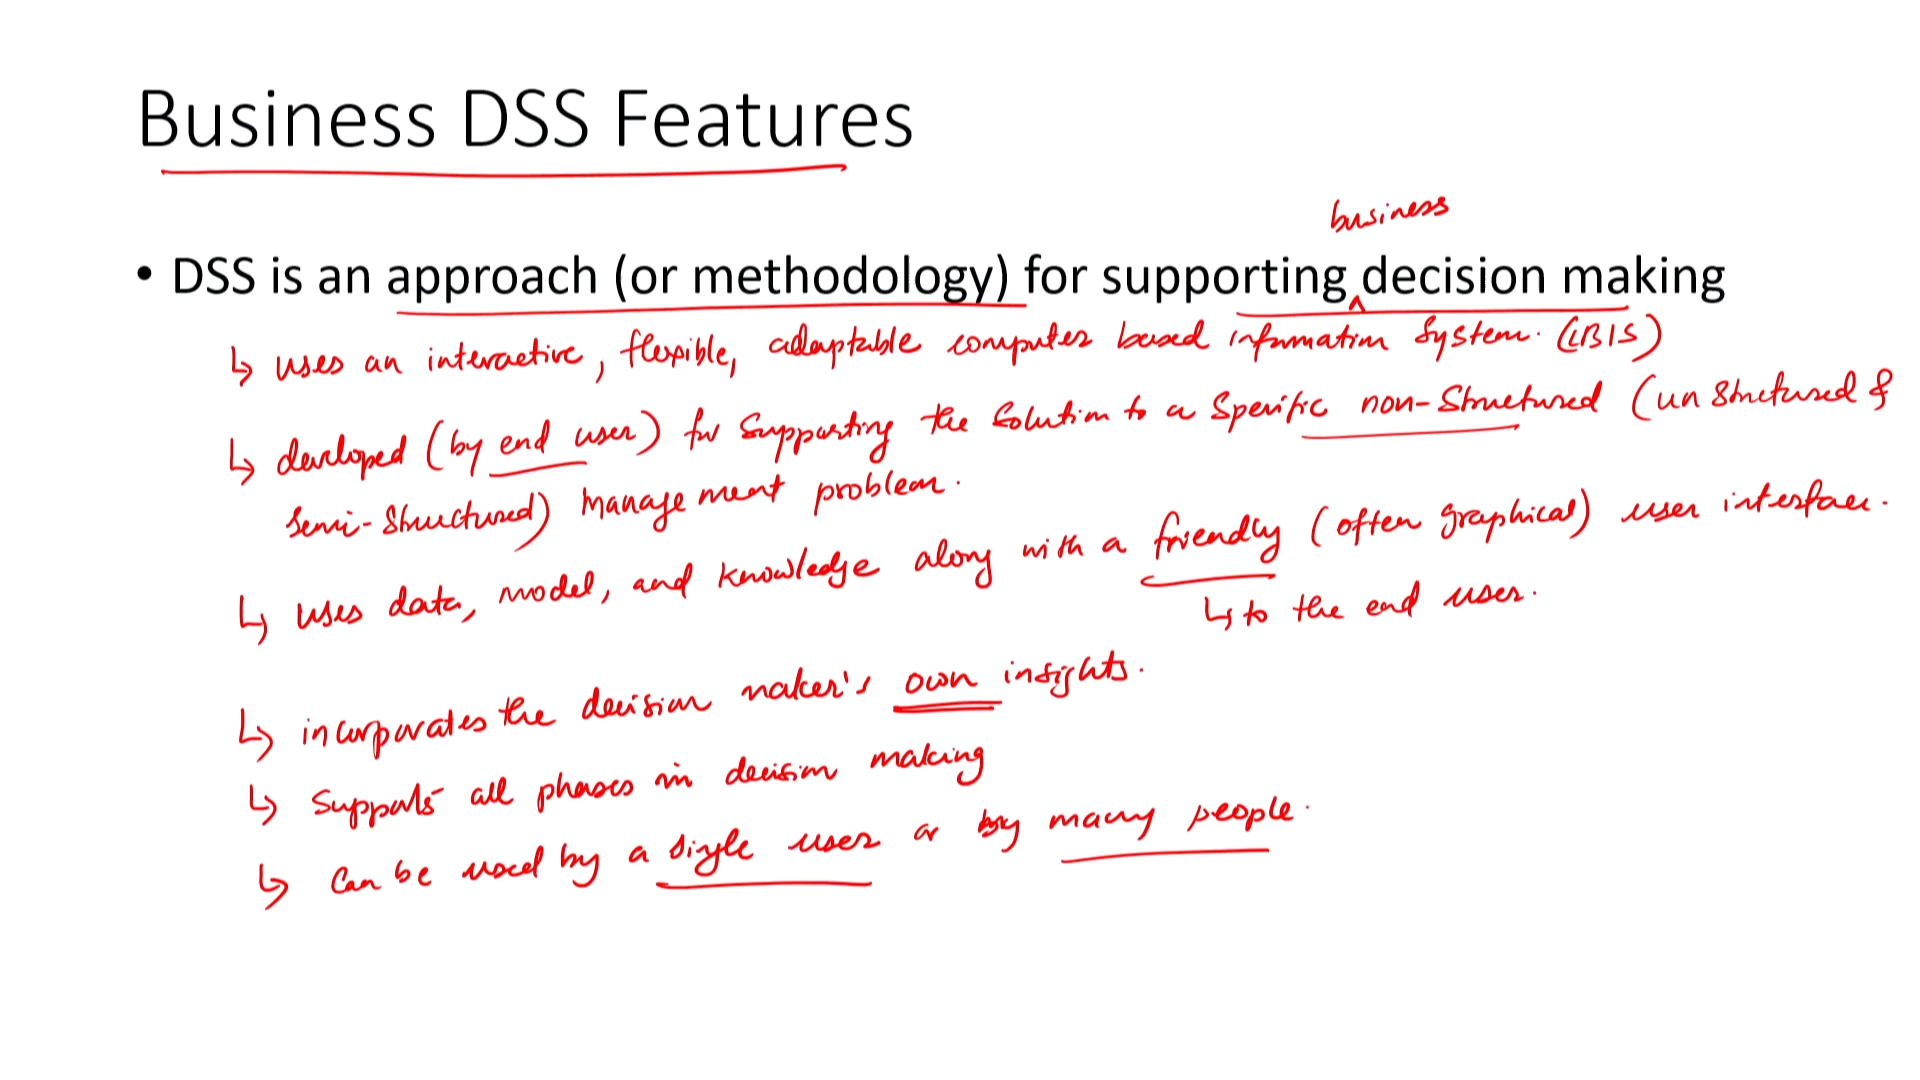 Business DSS Features
business
• DSS is an approach (or methodology) for supporting decision making
↳ uses an interactive, flexible, adaptable computer based information system. (CBIS)
↳ developed (by end user) for supporting the solution to a specific non-structured (unstructured &
semi-structured) management problem.
↳ uses data, model, and knowledge along with a friendly (often graphical) user interface.
↳ to the end user.
↳ incorporates the decision maker's own insights.
↳ supports all phases in decision making
↳ can be used by a single user or by many people.